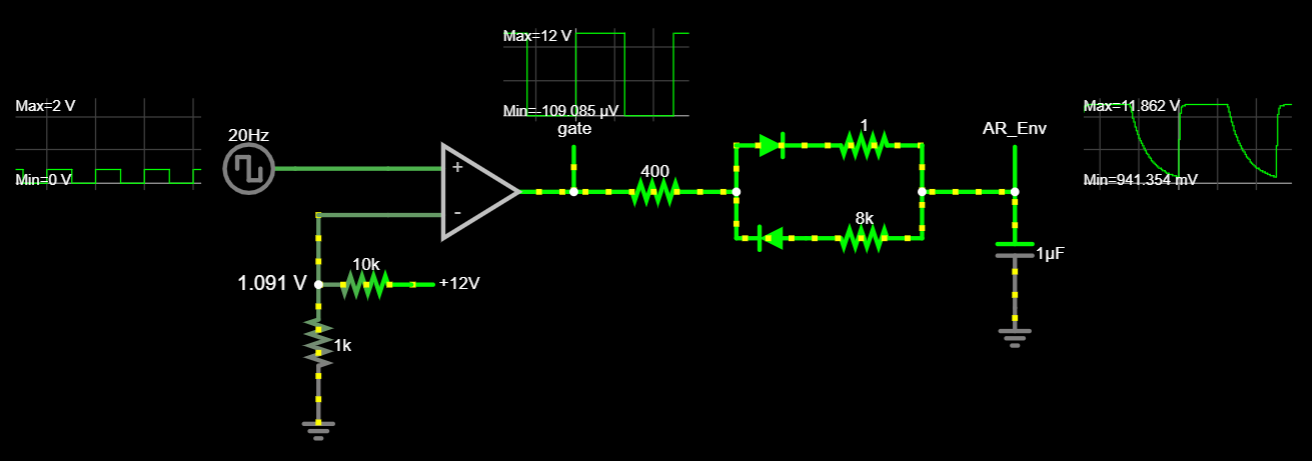 Max=2 V
Min=0 V
20Hz
+
-
1.091 V
10k
+12V
1k
Max=12 V
Min=-109.085 µV
gate
400
1
8k
AR_Env
1µF
Max=11.862 V
Min=941.354 mV